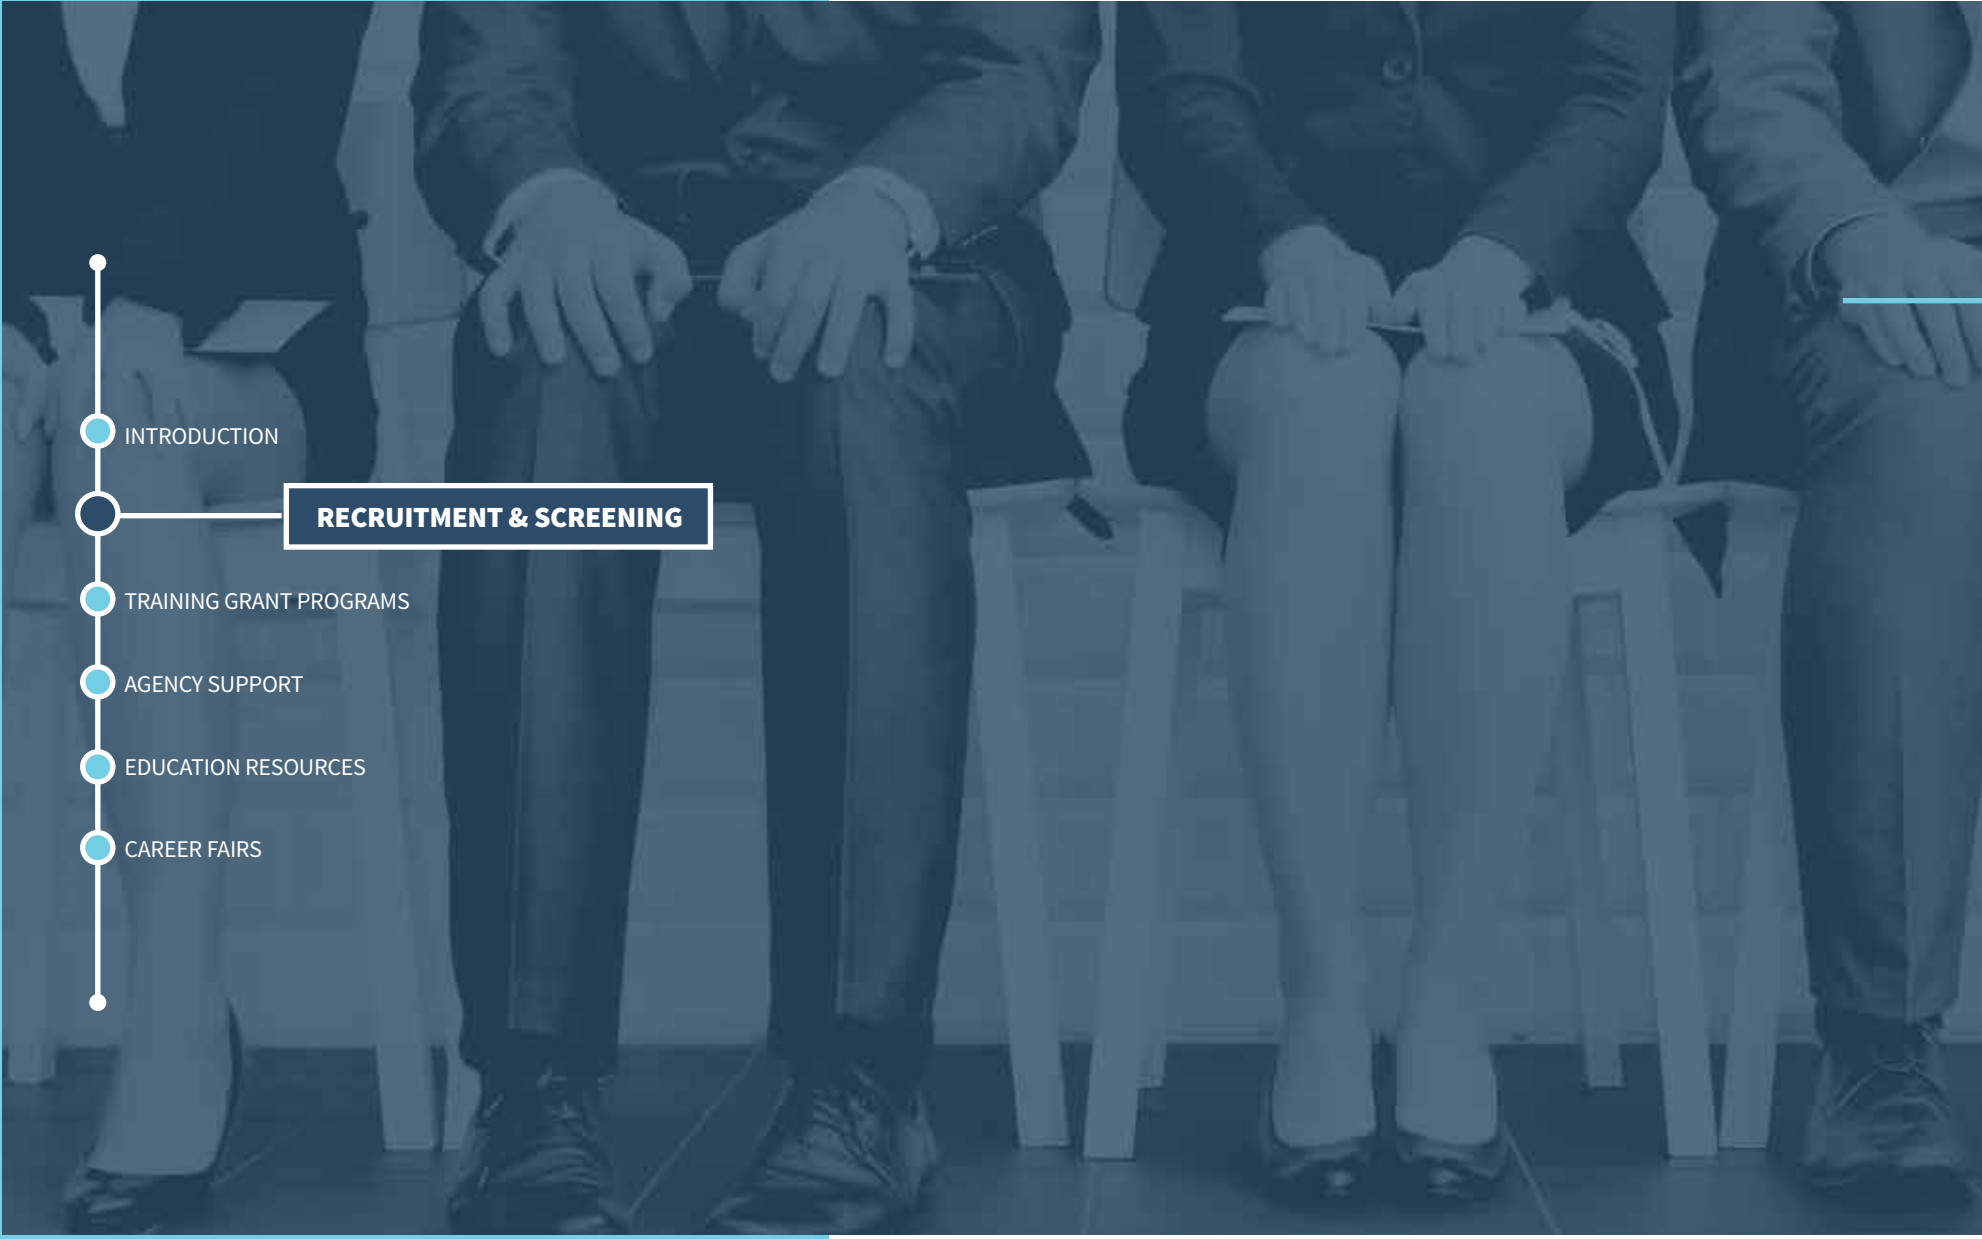 INTRODUCTION
RECRUITMENT & SCREENING
TRAINING GRANT PROGRAMS
AGENCY SUPPORT
EDUCATION RESOURCES
CAREER FAIRS